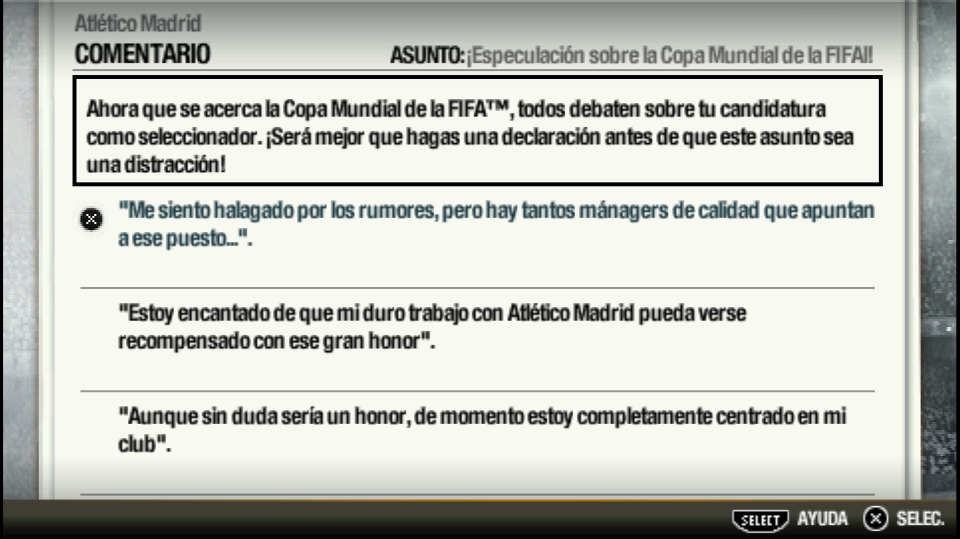 Atlético Madrid
COMENTARIO ASUNTO: ¡Especulación sobre la Copa Mundial de la FIFA!!
Ahora que se acerca la Copa Mundial de la FIFA™, todos debaten sobre tu candidatura
como seleccionador. ¡Será mejor que hagas una declaración antes de que este asunto sea
una distracción!
"Me siento halagado por los rumores, pero hay tantos mánagers de calidad que apuntan
a ese puesto...".
"Estoy encantado de que mi duro trabajo con Atlético Madrid pueda verse
recompensado con ese gran honor".
"Aunque sin duda sería un honor, de momento estoy completamente centrado en mi
club".
SELECT AYUDA SELEC.